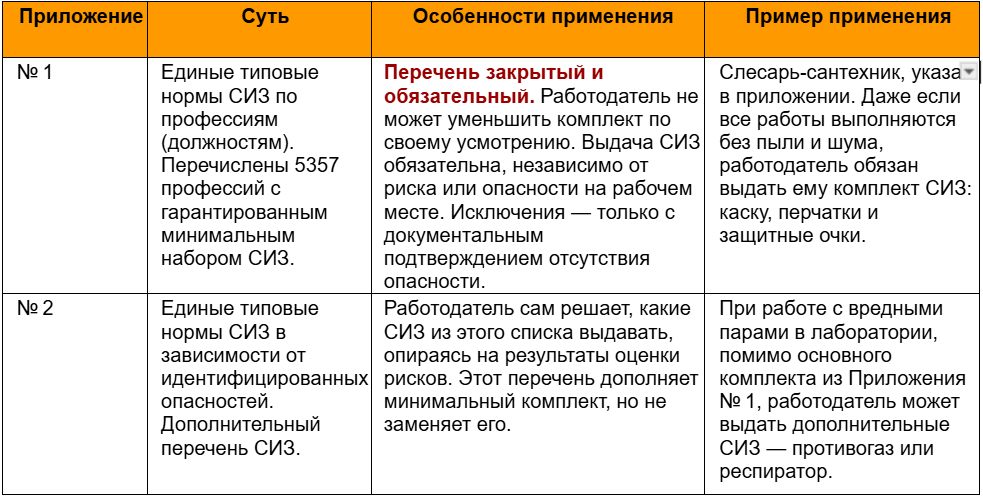 Приложение
Суть
Особенности применения
Пример применения
№ 1
Единые типовые
нормы СИЗ по
профессиям
(должностям).
Перечислены 5357
профессий с
гарантированным
минимальным
набором СИЗ.
Перечень закрытый и
обязательный. Работодатель не
может уменьшить комплект по
своему усмотрению. Выдача СИЗ
обязательна, независимо от
риска или опасности на рабочем
месте. Исключения — только с
документальным
подтверждением отсутствия
опасности.
Слесарь-сантехник, указа
в приложении. Даже если
все работы выполняются
без пыли и шума,
работодатель обязан
выдать ему комплект СИЗ:
каску, перчатки и
защитные очки.
№ 2
Единые типовые
нормы СИЗ в
зависимости от
идентифицированных
опасностей.
Дополнительный
перечень СИЗ.
Работодатель сам решает, какие
СИЗ из этого списка выдавать,
опираясь на результаты оценки
рисков. Этот перечень дополняет
минимальный комплект, но не
заменяет его.
При работе с вредными
парами в лаборатории,
помимо основного
комплекта из Приложения
№ 1, работодатель может
выдать дополнительные
СИЗ — противогаз или
респиратор.